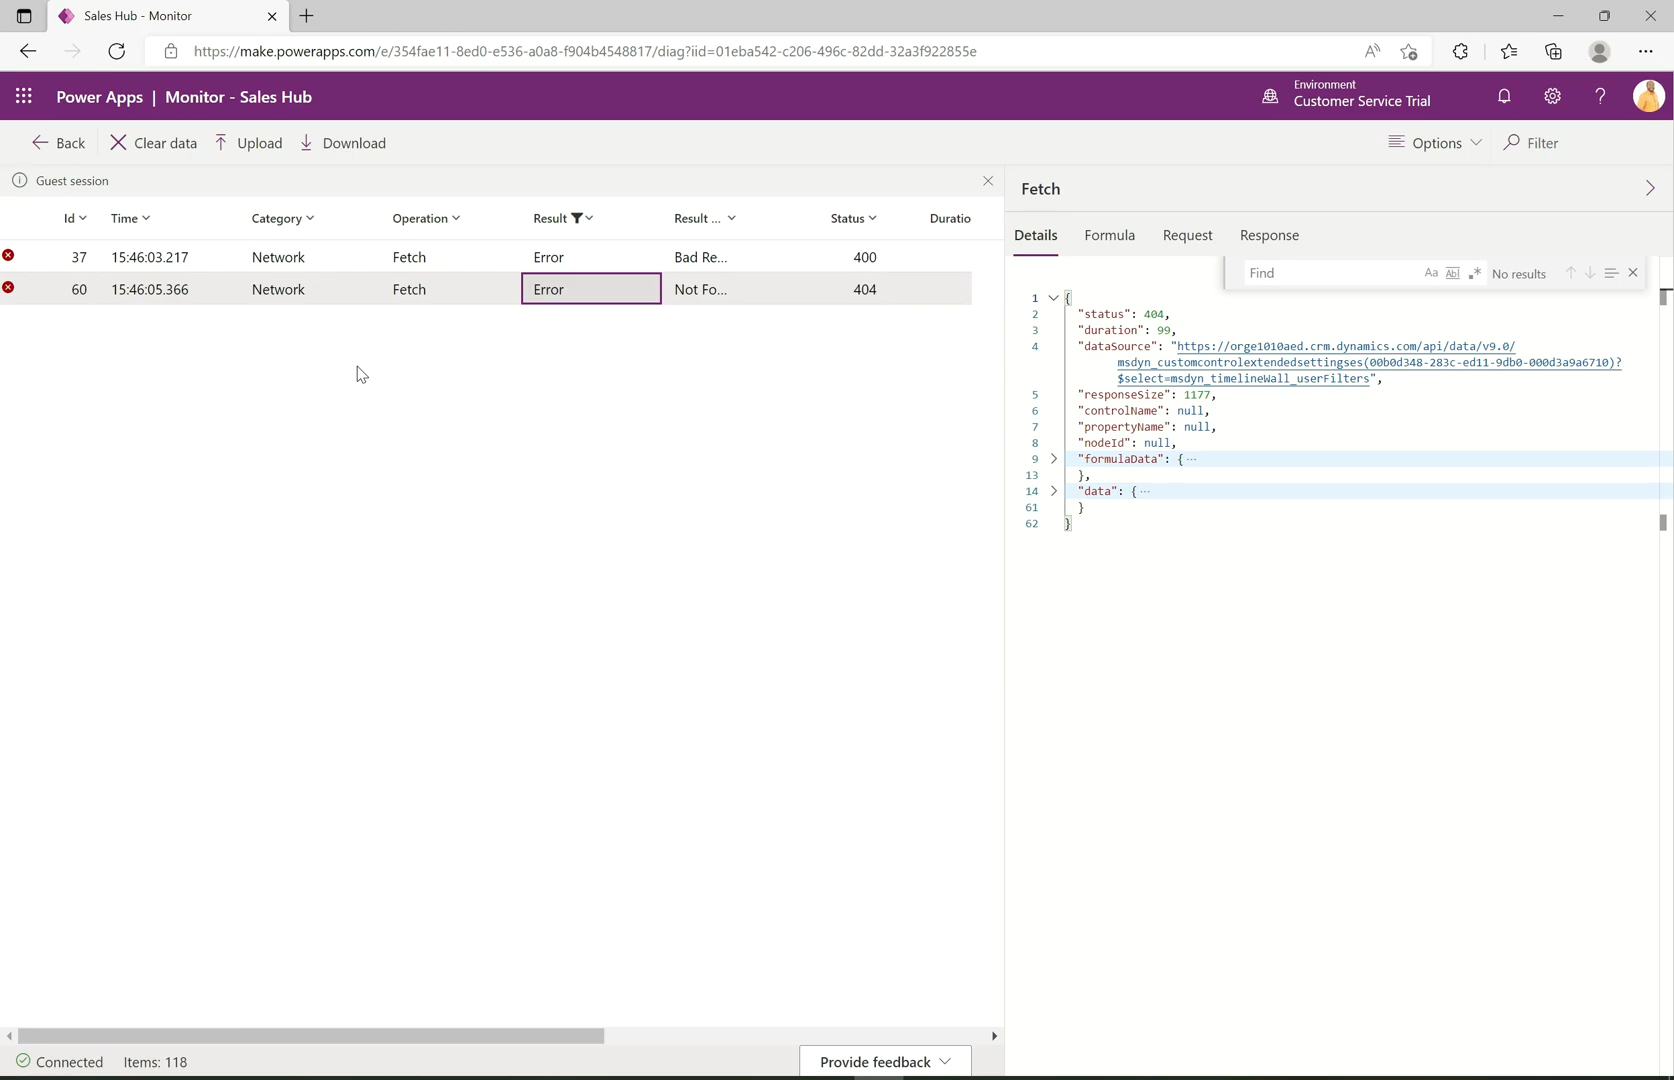 Sales Hub - Monitor
https://make.powerapps.com/e/354fae11-8ed0-e536-a0a8-f904b4548817/diag?iid=01eba542-c206-496c-82dd-32a3f922855e
Power Apps | Monitor - Sales Hub
Environment
Customer Service Trial
Back Clear data Upload Download Options Filter
Guest session
Fetch
Id Time Category Operation Result Result ... Status Duratio
Details Formula Request Response
37 15:46:03.217 Network Fetch Error Bad Re... 400
60 15:46:05.366 Network Fetch Error Not Fo... 404
Find Aa Abl .* No results
1 {
2 "status": 404,
3 "duration": 99,
4 "dataSource": "https://orge1010aed.crm.dynamics.com/api/data/v9.0/
msdyn_customcontrolextendedsettingses(00b0d348-283c-ed11-9db0-000d3a9a6710)?
$select=msdyn_timelineWall_userFilters",
5 "responseSize": 1177,
6 "controlName": null,
7 "propertyName": null,
8 "nodeId": null,
9 "formulaData": { ...
13 },
14 "data": { ...
61 }
62 }
Connected Items: 118
Provide feedback